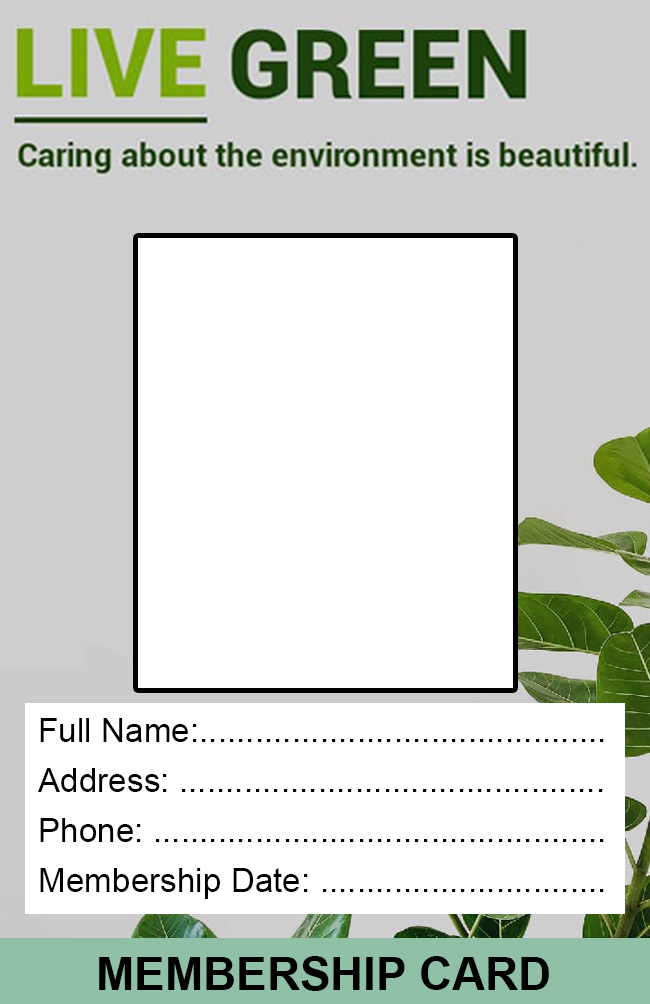 LIVE GREEN
Caring about the environment is beautiful.
Full Name:............................................
Address: ..............................................
Phone: .................................................
Membership Date: ...............................
MEMBERSHIP CARD